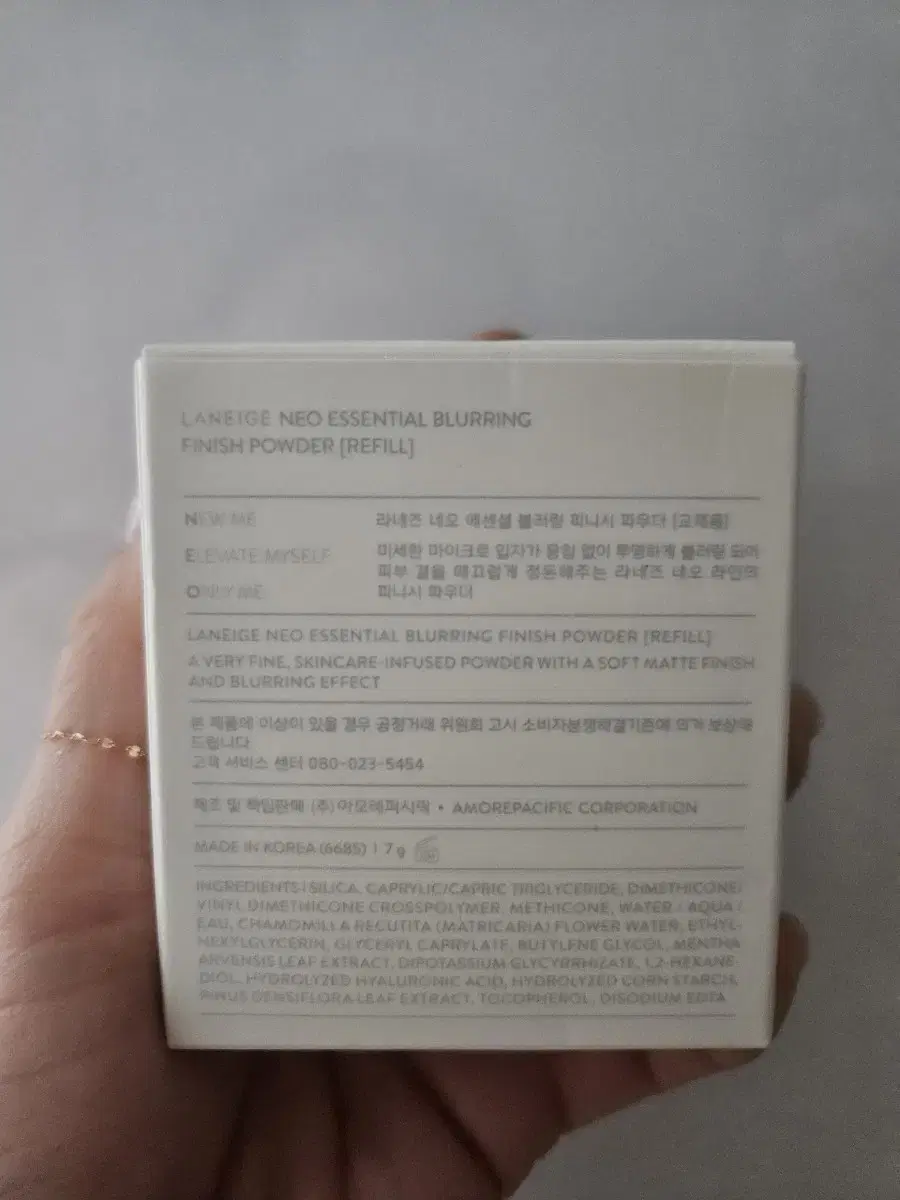 LANEIGE NEO ESSENTIAL BLURRING
FINISH POWDER [REFILL]
NEW ME
ELEVATE MYSELF
ONLY ME
라네즈 네오 에센셜 블러링 피니시 파우더 [교체품]
미세한 마이크로 입자가 뭉침 없이 투명하게 블러링 되어
피부 결을 매끄럽게 정돈해주는 라네즈 네오 라인의
피니시 파우더
LANEIGE NEO ESSENTIAL BLURRING FINISH POWDER [REFILL]
A VERY FINE, SKINCARE-INFUSED POWDER WITH A SOFT MATTE FINISH
AND BLURRING EFFECT
본 제품에 이상이 있을 경우 공정거래 위원회 고시 소비자분쟁해결기준에 의거 보상해
드립니다
고객 서비스 센터 080-023-5454
제조 및 책임판매 (주)아모레퍼시픽 • AMOREPACIFIC CORPORATION
MADE IN KOREA (6685) | 7 g
INGREDIENTS | SILICA, CAPRYLIC/CAPRIC TRIGLYCERIDE, DIMETHICONE/
VINYL DIMETHICONE CROSSPOLYMER, METHICONE, WATER / AQUA /
EAU, CHAMOMILLA RECUTITA (MATRICARIA) FLOWER WATER, ETHYL-
HEXYLGLYCERIN, GLYCERYL CAPRYLATE, BUTYLENE GLYCOL, MENTHA
ARVENSIS LEAF EXTRACT, DIPOTASSIUM GLYCYRRHIZATE, 1,2-HEXANE-
DIOL, HYDROLYZED HYALURONIC ACID, HYDROLYZED CORN STARCH,
PINUS DENSIFLORA LEAF EXTRACT, TOCOPHEROL, DISODIUM EDTA